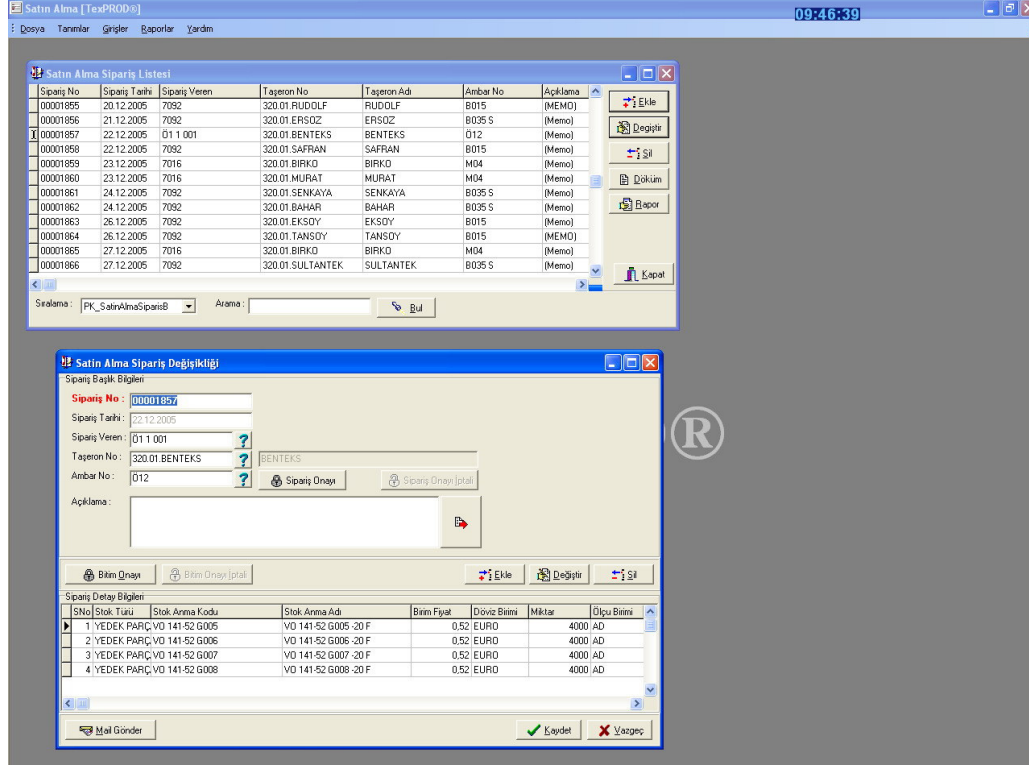 Satın Alma [TexPROD®]
09:46:39
Dosya Tanımlar Girişler Raporlar Yardım
Satın Alma Sipariş Listesi
Sipariş No Sipariş Tarihi Sipariş Veren Taşeron No Taşeron Adı Ambar No Açıklama
00001855 20.12.2005 7092 320.01.RUDOLF RUDOLF B015 (MEMO)
00001856 21.12.2005 7092 320.01.ERSOZ ERSOZ B035 S (Memo)
00001857 22.12.2005 Ö1 1 001 320.01.BENTEKS BENTEKS Ö12 (Memo)
00001858 22.12.2005 7092 320.01.SAFRAN SAFRAN B015 (Memo)
00001859 23.12.2005 7016 320.01.BIRKO BIRKO M04 (Memo)
00001860 23.12.2005 7016 320.01.MURAT MURAT M04 (Memo)
00001861 24.12.2005 7092 320.01.SENKAYA SENKAYA B035 S (Memo)
00001862 24.12.2005 7092 320.01.BAHAR BAHAR B035 S (Memo)
00001863 26.12.2005 7092 320.01.EKSOY EKSOY B015 (Memo)
00001864 26.12.2005 7092 320.01.TANSOY TANSOY B015 (MEMO)
00001865 27.12.2005 7016 320.01.BIRKO BIRKO M04 (Memo)
00001866 27.12.2005 7092 320.01.SULTANTEK SULTANTEK B035 S (Memo)
Ekle
Degiştir
Sil
Döküm
Rapor
Kapat
Sıralama : PK_SatinAlmaSiparisB Arama : Bul
Satin Alma Sipariş Değişikliği
Sipariş Başlık Bilgileri
Sipariş No : 00001857
Sipariş Tarihi : 22.12.2005
Sipariş Veren : Ö1 1 001 ?
Taşeron No : 320.01.BENTEKS ? BENTEKS
Ambar No : Ö12 ? Sipariş Onayı Sipariş Onayı İptali
Açıklama :
®
Bitim Onayı Bitim Onayı İptali Ekle Değiştir Sil
Sipariş Detay Bilgileri
SNo Stok Türü Stok Anma Kodu Stok Anma Adı Birim Fiyat Döviz Birimi Miktar Ölçu Birimi
1 YEDEK PARÇ VO 141-52 G005 VO 141-52 G005 -20 F 0,52 EURO 4000 AD
2 YEDEK PARÇ VO 141-52 G006 VO 141-52 G006 -20 F 0,52 EURO 4000 AD
3 YEDEK PARÇ VO 141-52 G007 VO 141-52 G007 -20 F 0,52 EURO 4000 AD
4 YEDEK PARÇ VO 141-52 G008 VO 141-52 G008 -20 F 0,52 EURO 4000 AD
Mail Gönder Kaydet Vazgeç